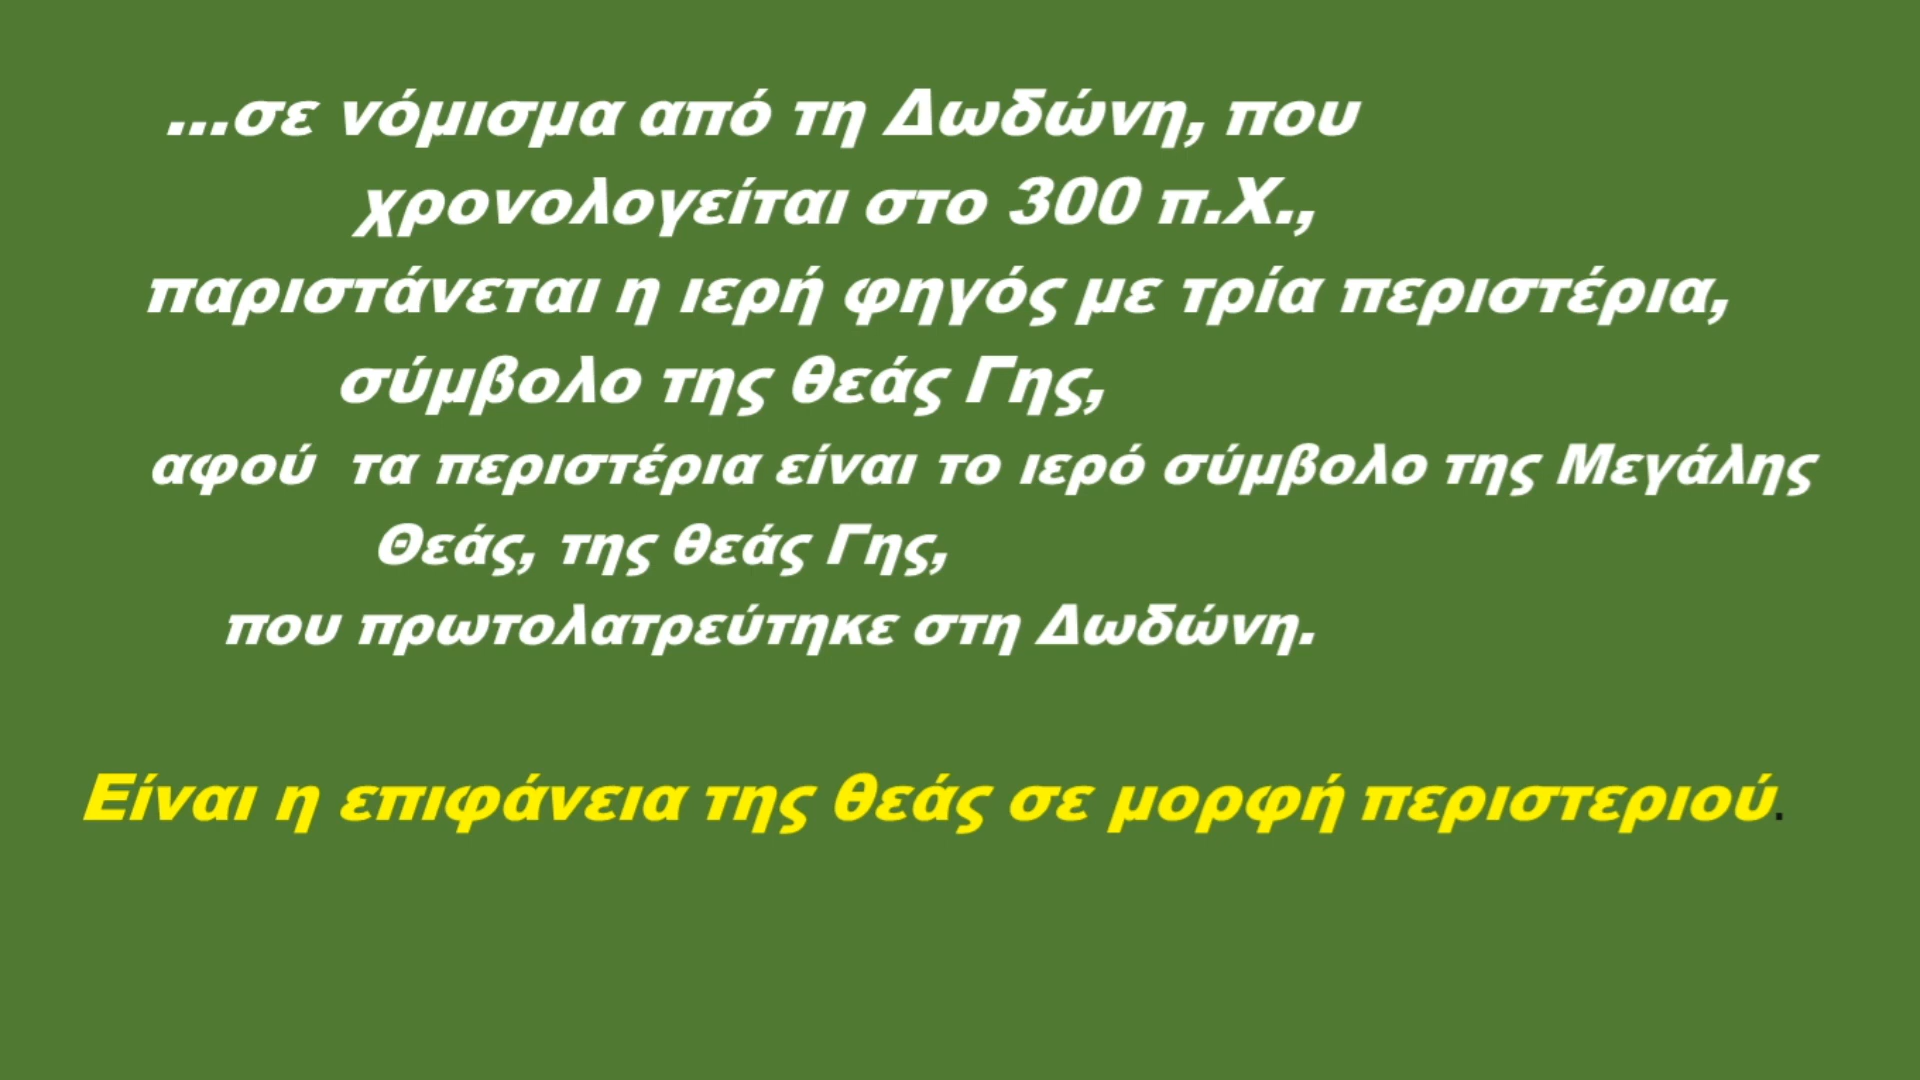 ...σε νόμισμα από τη Δωδώνη, που
χρονολογείται στο 300 π.Χ.,
παριστάνεται η ιερή φηγός με τρία περιστέρια,
σύμβολο της θεάς Γης,
αφού τα περιστέρια είναι το ιερό σύμβολο της Μεγάλης
Θεάς, της θεάς Γης,
που πρωτολατρεύτηκε στη Δωδώνη.
Είναι η επιφάνεια της θεάς σε μορφή περιστεριού.